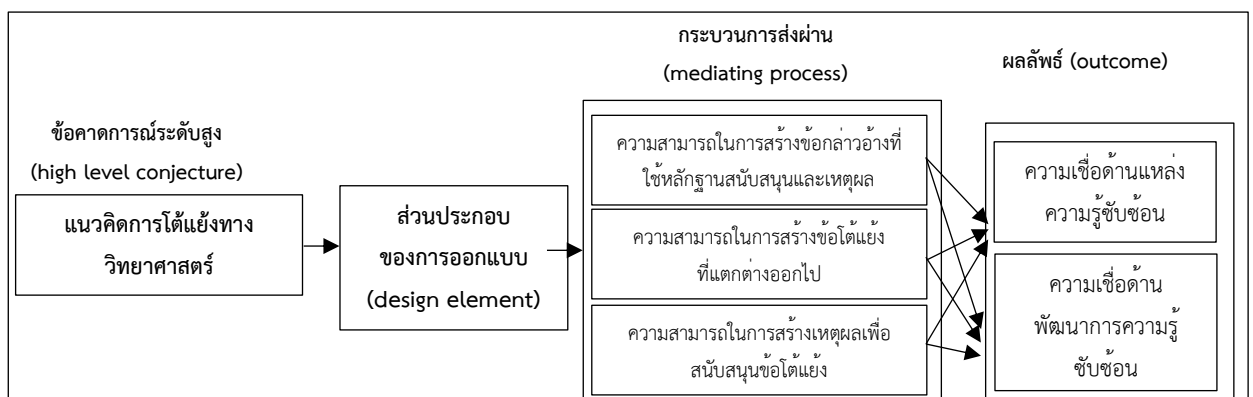 ข้อคาดการณ์ระดับสูง
(high level conjecture)
แนวคิดการโต้แย้งทาง
วิทยาศาสตร์
ส่วนประกอบ
ของการออกแบบ
(design element)
กระบวนการส่งผ่าน
(mediating process)
ความสามารถในการสร้างข้อกล่าวอ้างที่
ใช้หลักฐานสนับสนุนและเหตุผล
ความสามารถในการสร้างขอโตแยง
ที่แตกต่างออกไป
ความสามารถในการสร้างเหตุผลเพื่อ
สนับสนุนข้อโต้แย้ง
ผลลัพธ์ (outcome)
ความเชื่อด้านแหล่ง
ความรู้ซับซ้อน
ความเชื่อด้าน
พัฒนาการความรู้
ซับซ้อน